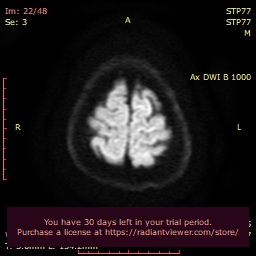 Im: 22/48
Se: 3
A
STP77
STP77
M
Ax DWI B 1000
R
L
You have 30 days left in your trial period.
Purchase a license at https://radiantviewer.com/store/